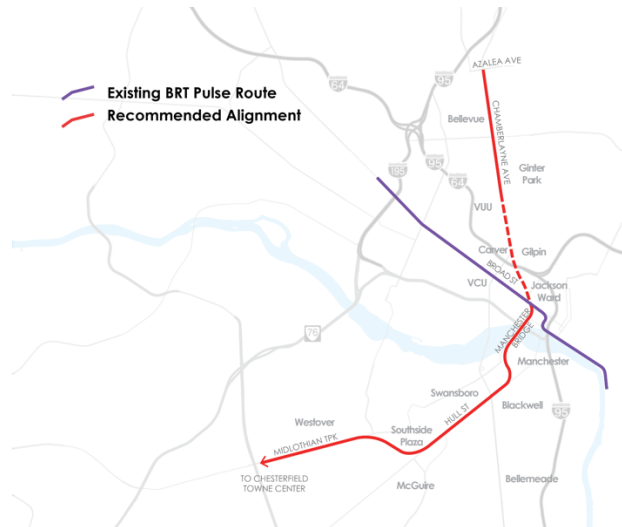 Existing BRT Pulse Route
Recommended Alignment
64
95
AZALEA AVE
Bellevue
CHAMBERLAYNE AVE
195
95
64
Ginter
Park
VUU
Carver
Gilpin
BROAD ST
VCU
Jackson
Ward
MANCHESTER
BRIDGE
76
Manchester
Swansboro
HULL ST
Blackwell
95
Westover
Southside
Plaza
MIDLOTHIAN TPK
TO CHESTERFIELD
TOWNE CENTER
McGuire
Bellemeade